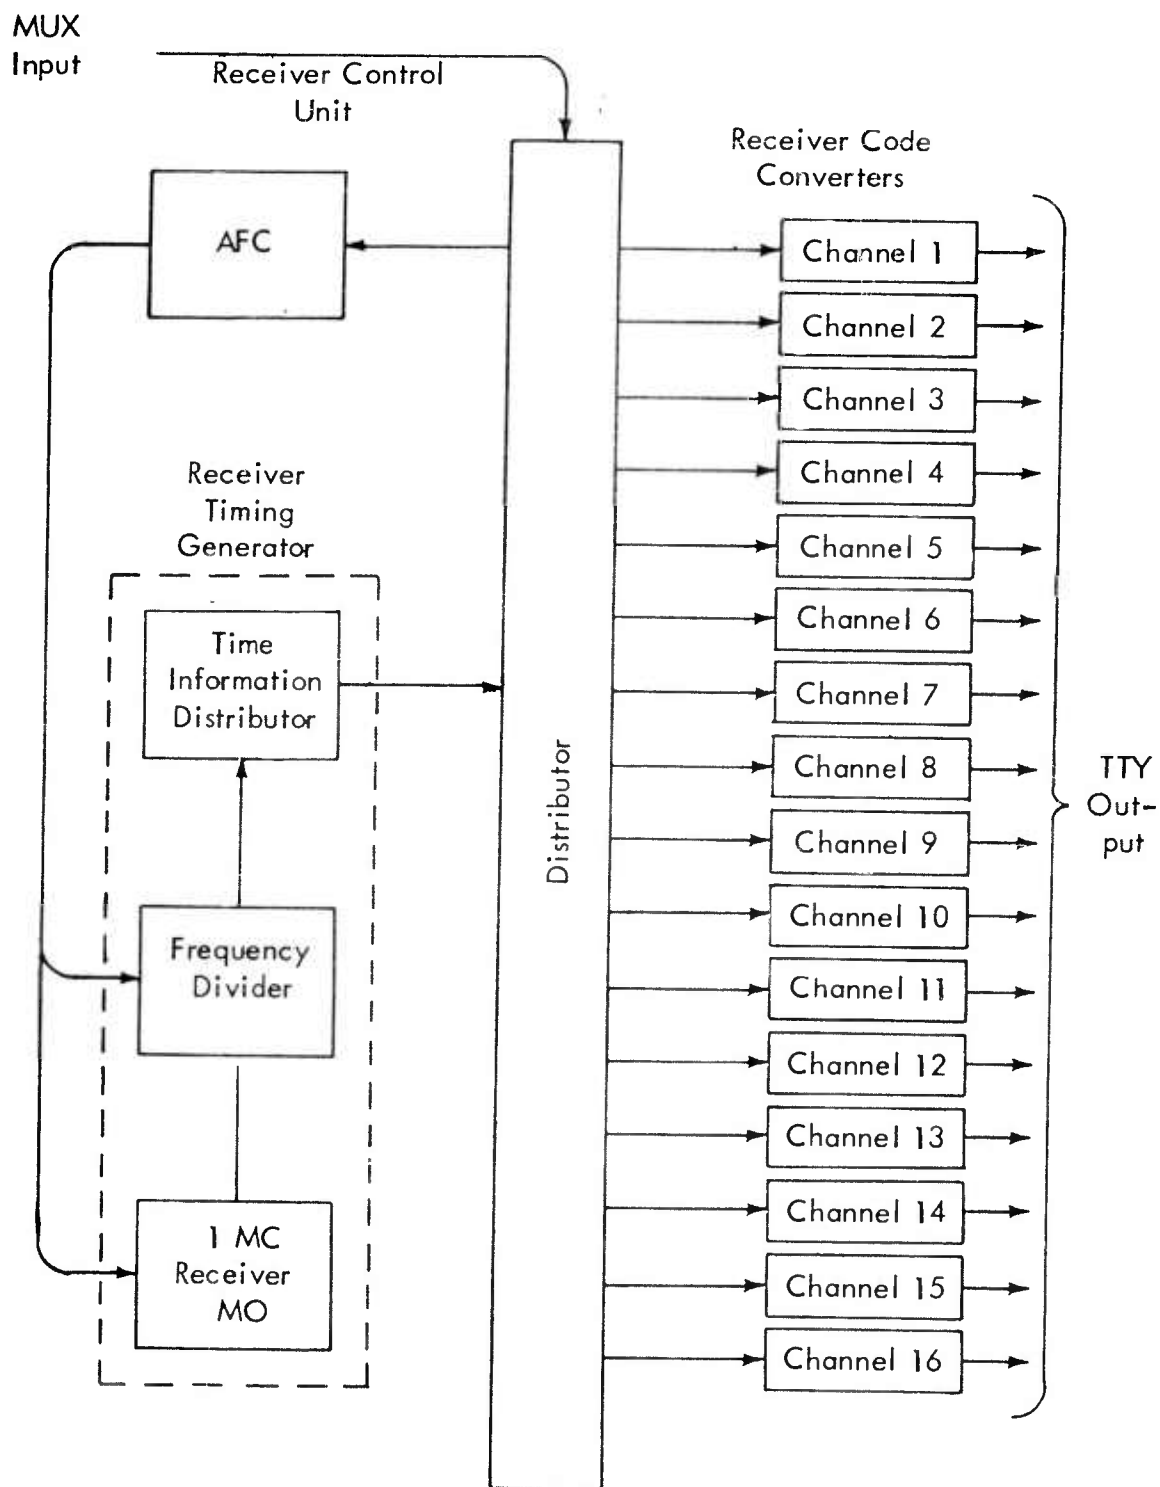 MUX
Input
Receiver Control
Unit
Receiver Code
Converters
AFC
Channel 1
Channel 2
Channel 3
Channel 4
Receiver
Timing
Generator
Channel 5
Time
Information
Distributor
Channel 6
Channel 7
Distributor
Channel 8
TTY
Out-
put
Channel 9
Frequency
Divider
Channel 10
Channel 11
Channel 12
Channel 13
Channel 14
1 MC
Receiver
MO
Channel 15
Channel 16